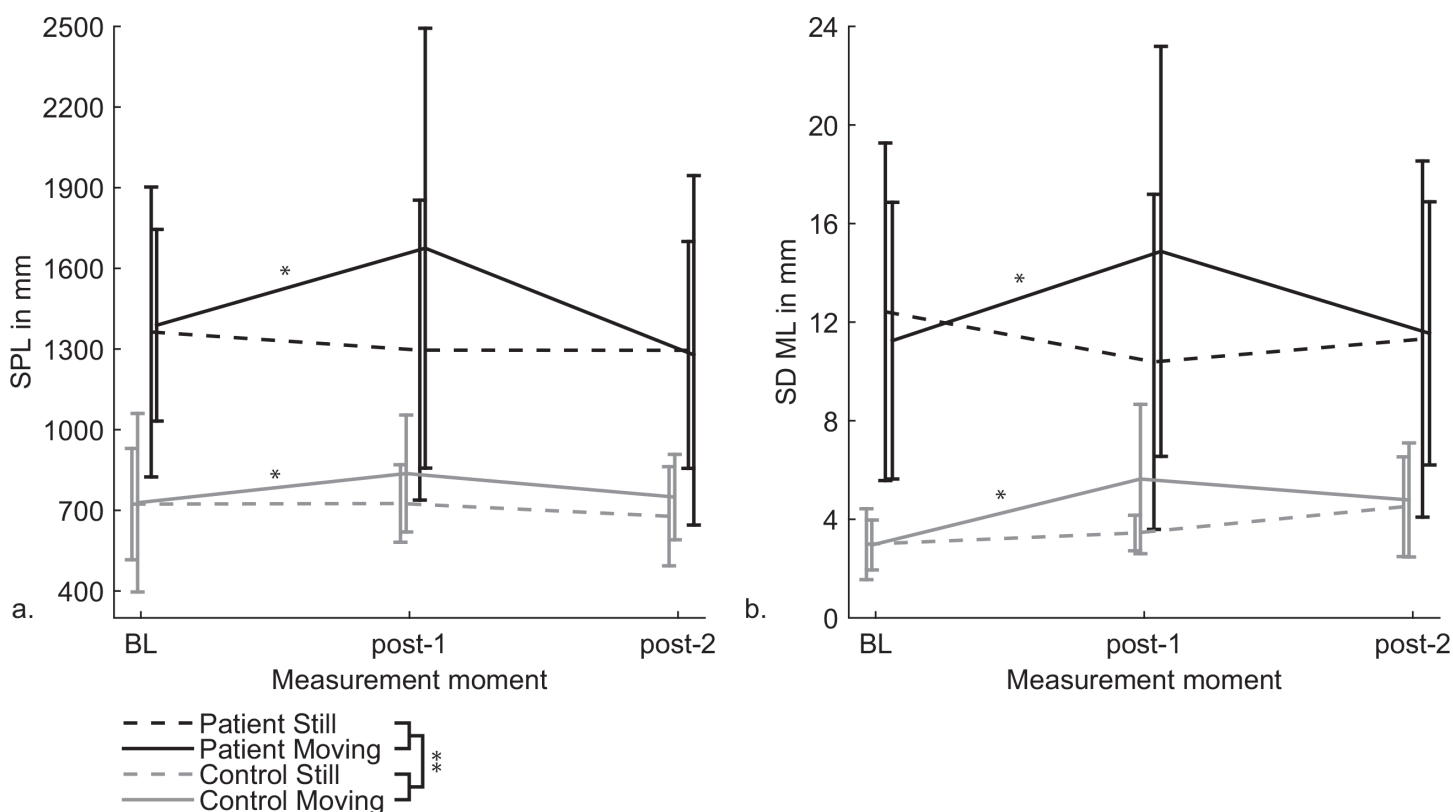 2500
2200
1900
1600
1300
1000
700
400
SPL in mm
*
*
a.
BL post-1 post-2
Measurement moment
24
20
16
12
8
4
0
SD ML in mm
*
*
b.
BL post-1 post-2
Measurement moment
Patient Still
Patient Moving
Control Still
Control Moving
**